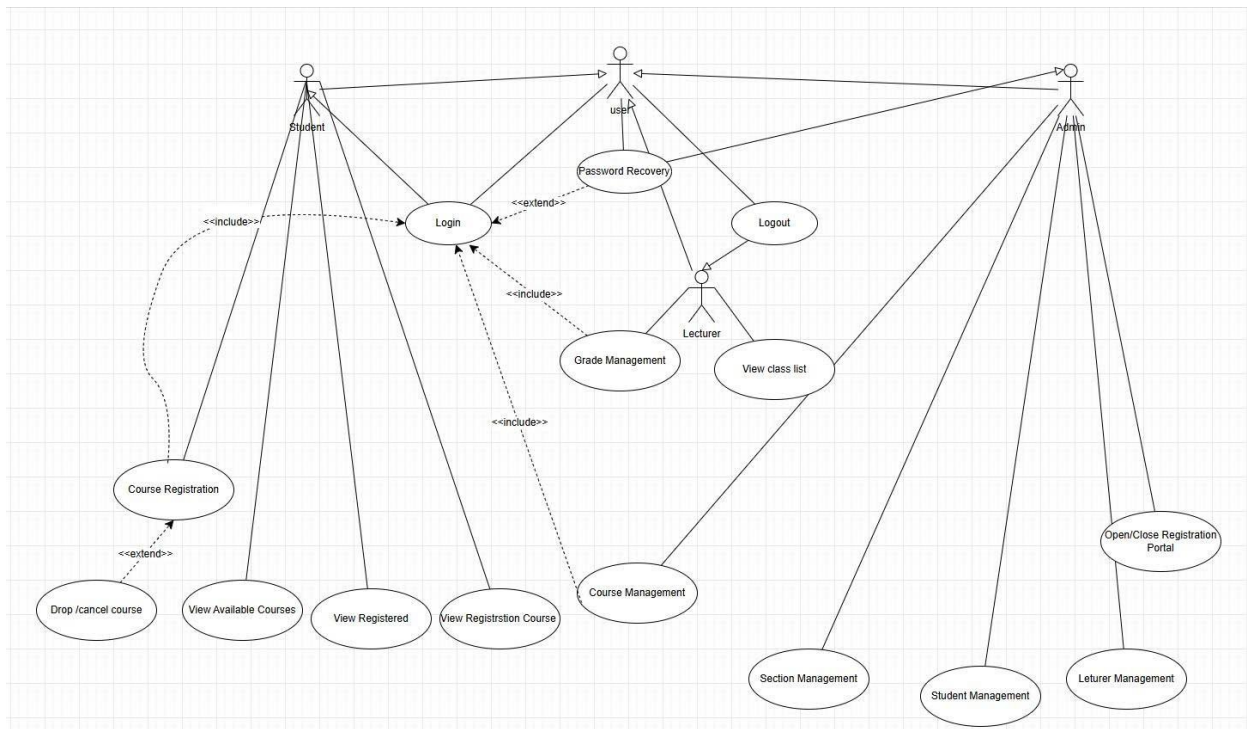 Student
user
Admin
Password Recovery
<<extend>>
<<include>>
Login
Logout
<<include>>
Lecturer
Grade Management
View class list
<<include>>
Course Registration
<<extend>>
Open/Close Registration
Portal
Drop /cancel course
View Available Courses
View Registered
View Registrstion Course
Course Management
Section Management
Student Management
Leturer Management